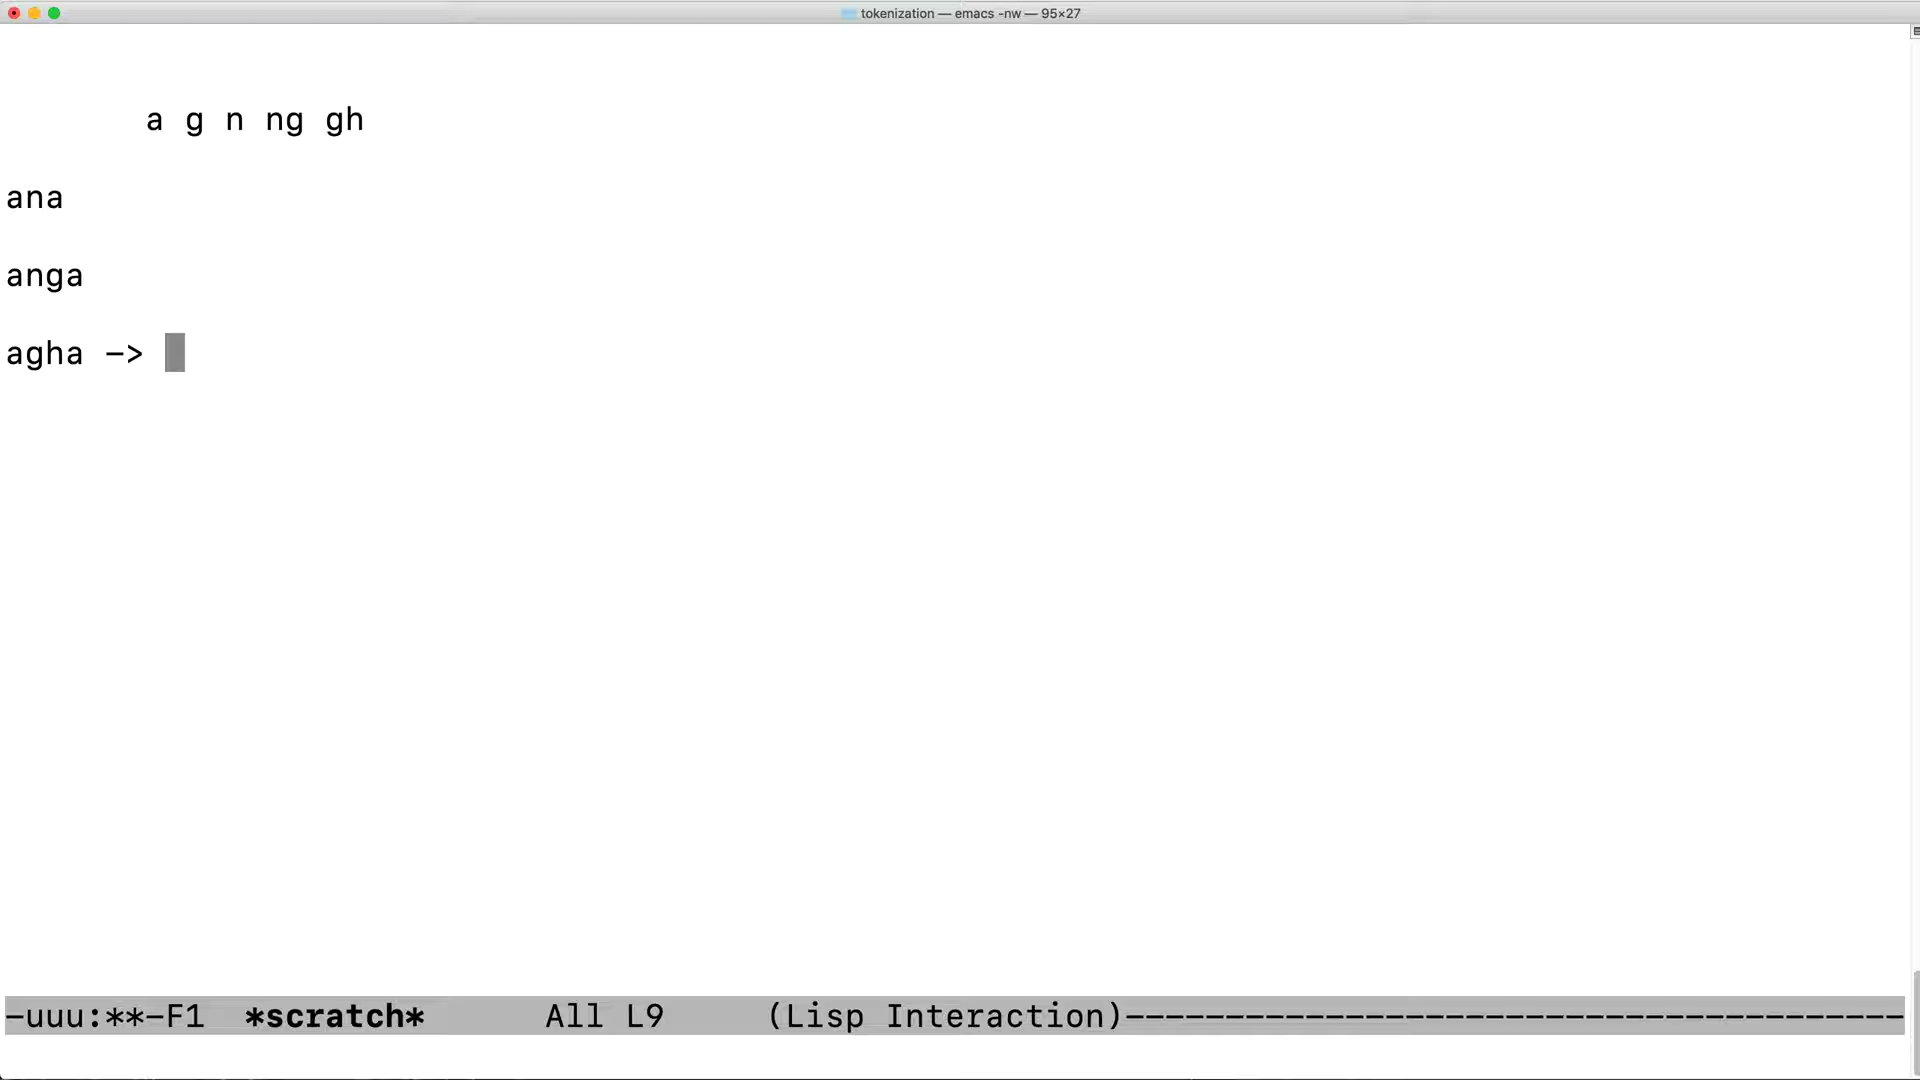 tokenization — emacs -nw — 95×27
a g n ng gh
ana
anga
agha —>
-uuu:**-F1 *scratch* All L9 (Lisp Interaction)---------------------------------------